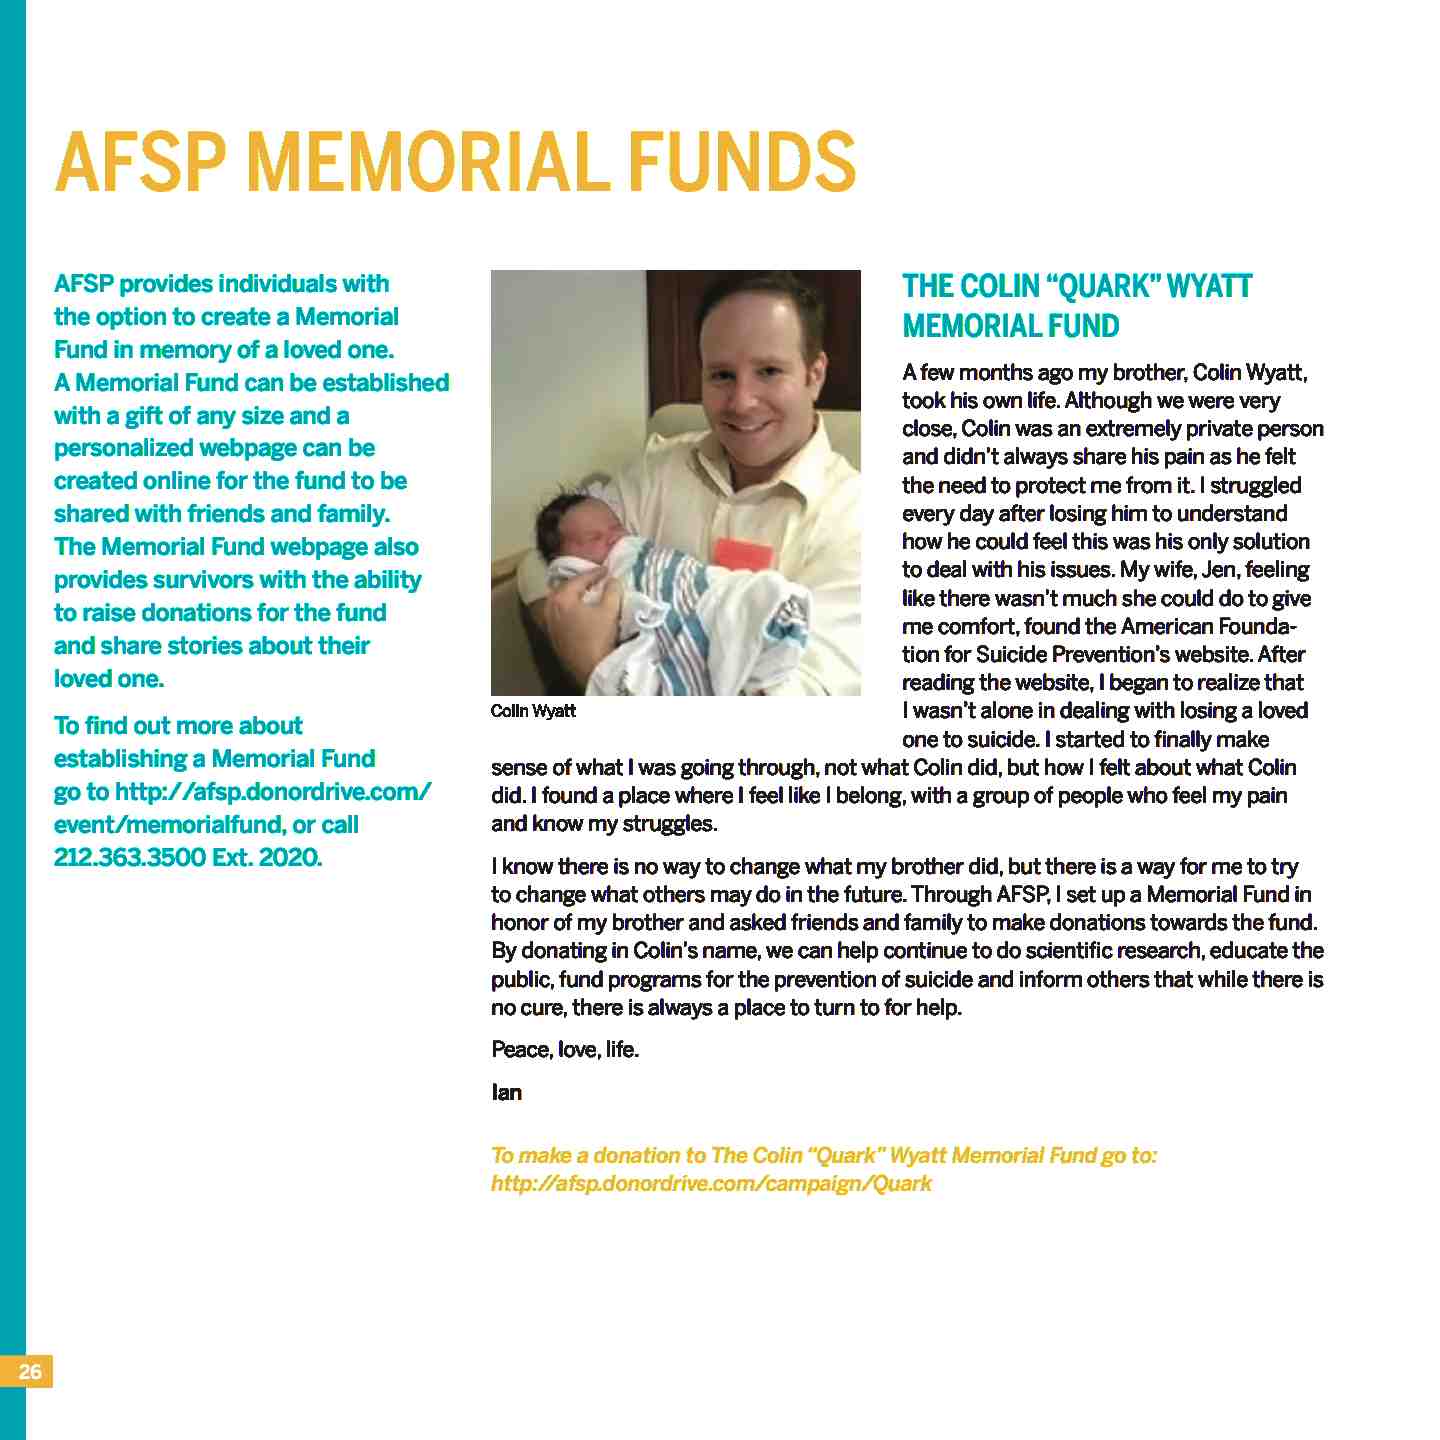 AFSP MEMORIAL FUNDS
AFSP provides individuals with
the option to create a Memorial
Fund in memory of a loved one.
A Memorial Fund can be established
with a gift of any size and a
personalized webpage can be
created online for the fund to be
shared with friends and family.
The Memorial Fund webpage also
provides survivors with the ability
to raise donations for the fund
and share stories about their
loved one.
To find out more about
establishing a Memorial Fund
go to http://afsp.donordrive.com/
event/memorialfund, or call
212.363.3500 Ext. 2020.
Colin Wyatt
THE COLIN “QUARK” WYATT
MEMORIAL FUND
A few months ago my brother, Colin Wyatt,
took his own life. Although we were very
close, Colin was an extremely private person
and didn’t always share his pain as he felt
the need to protect me from it. I struggled
every day after losing him to understand
how he could feel this was his only solution
to deal with his issues. My wife, Jen, feeling
like there wasn’t much she could do to give
me comfort, found the American Founda-
tion for Suicide Prevention’s website. After
reading the website, I began to realize that
I wasn’t alone in dealing with losing a loved
one to suicide. I started to finally make
sense of what I was going through, not what Colin did, but how I felt about what Colin
did. I found a place where I feel like I belong, with a group of people who feel my pain
and know my struggles.
I know there is no way to change what my brother did, but there is a way for me to try
to change what others may do in the future. Through AFSP, I set up a Memorial Fund in
honor of my brother and asked friends and family to make donations towards the fund.
By donating in Colin’s name, we can help continue to do scientific research, educate the
public, fund programs for the prevention of suicide and inform others that while there is
no cure, there is always a place to turn to for help.
Peace, love, life.
Ian
To make a donation to The Colin “Quark” Wyatt Memorial Fund go to:
http://afsp.donordrive.com/campaign/Quark
26